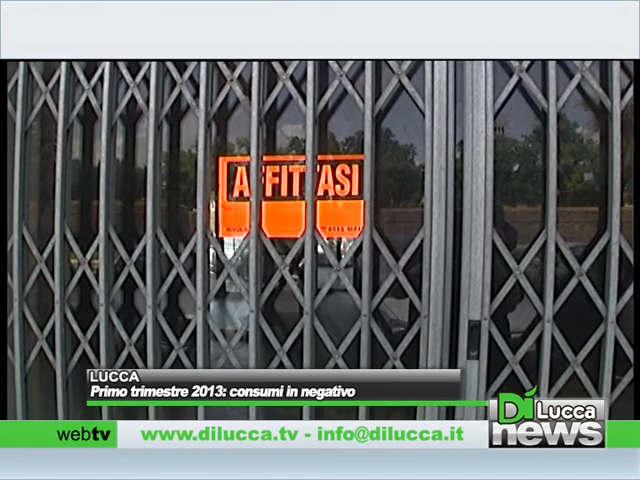 AFFITTASI
LUCCA
Primo trimestre 2013: consumi in negativo
Di Lucca
news
webtv
www.dilucca.tv - info@dilucca.it